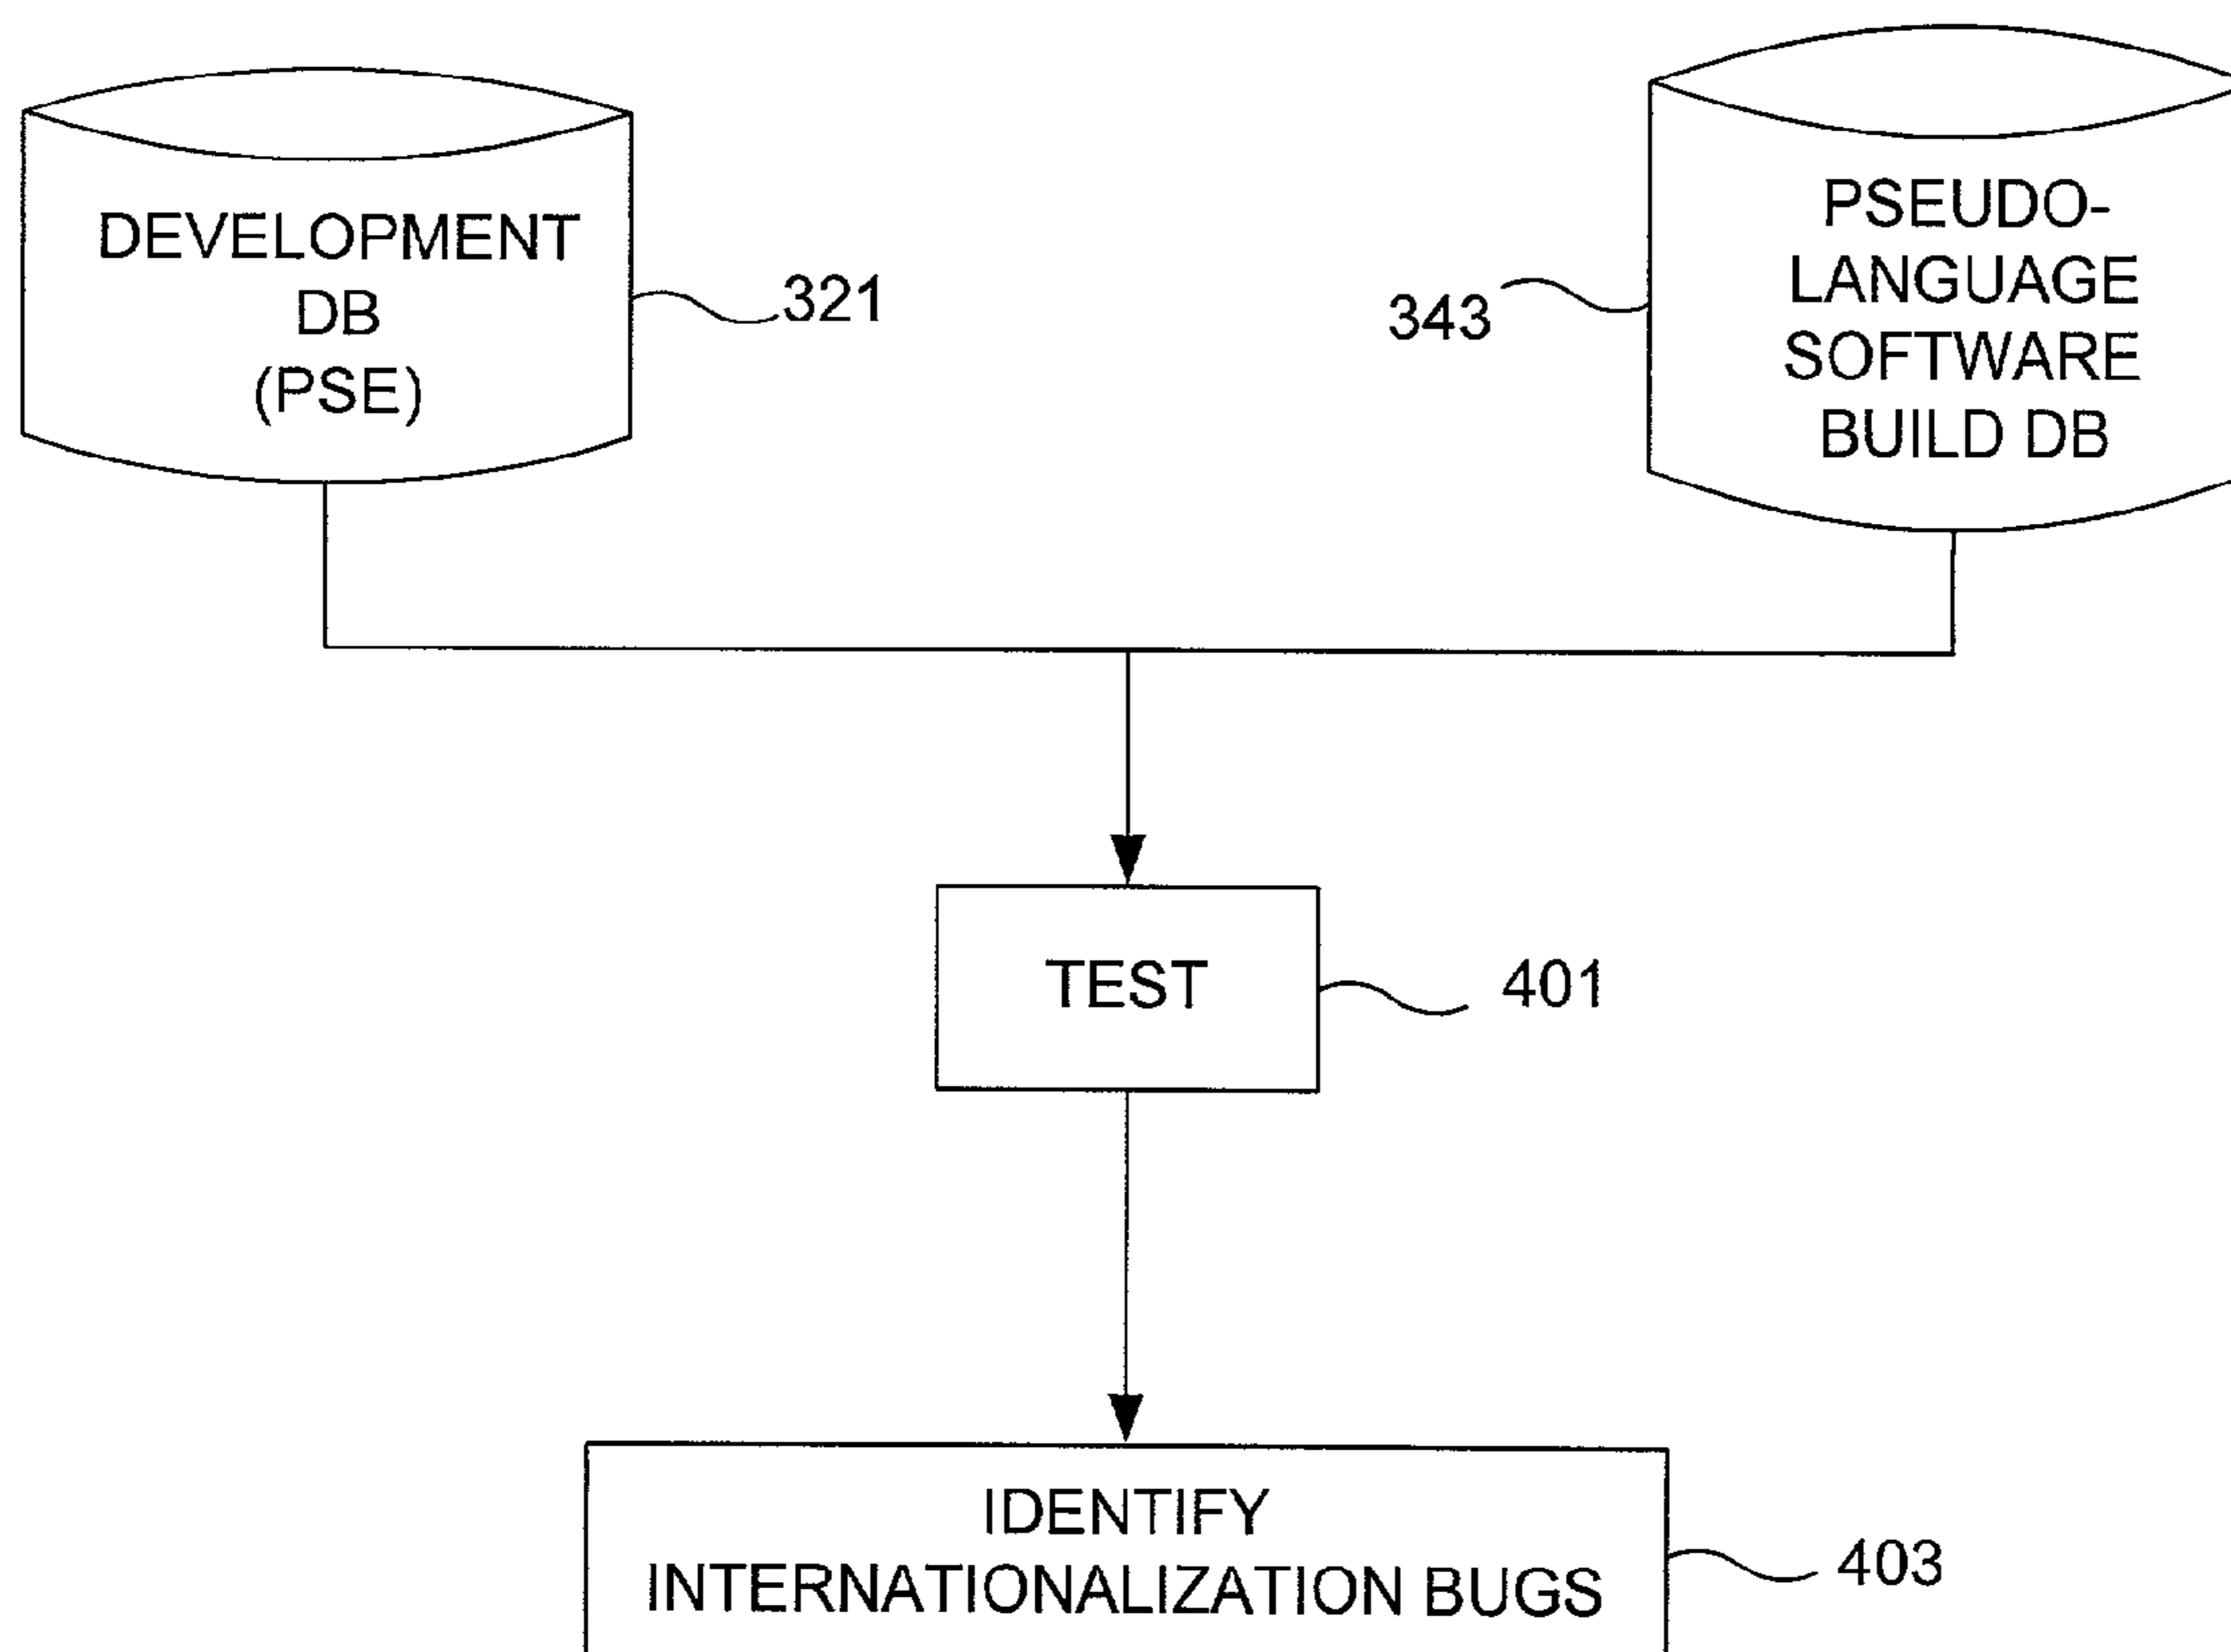 DEVELOPMENT
DB
(PSE)
321
343
PSEUDO-
LANGUAGE
SOFTWARE
BUILD DB
TEST
401
IDENTIFY
INTERNATIONALIZATION BUGS
403